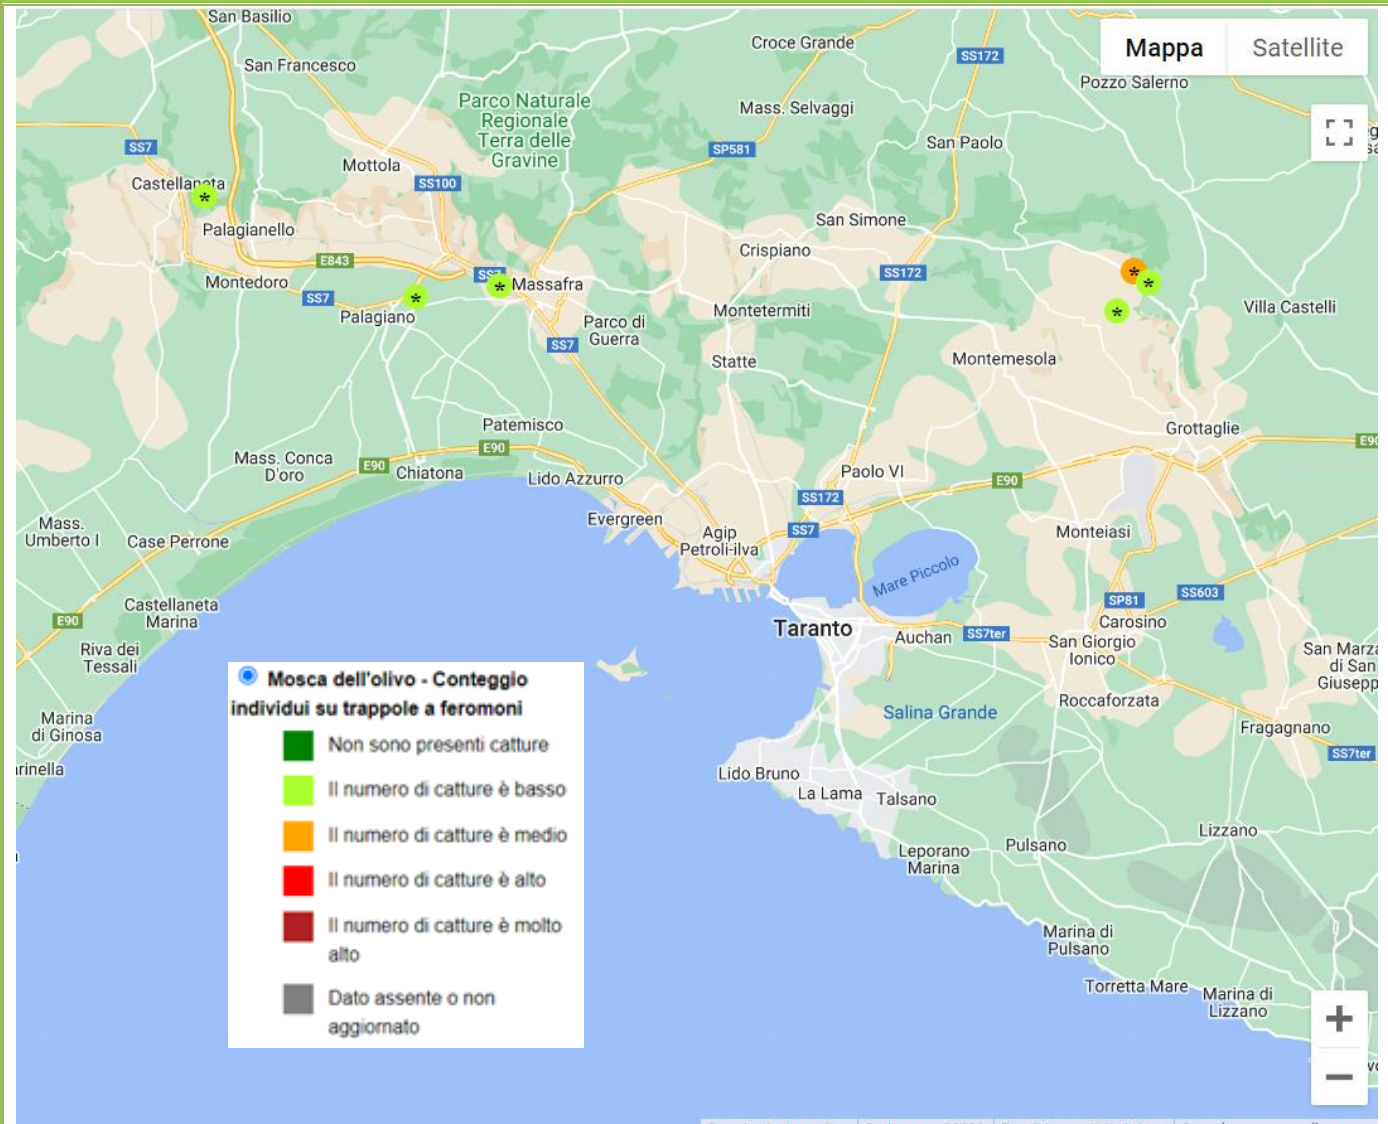 San Basilio
Croce Grande
SS172
Mappa
Satellite
San Francesco
Pozzo Salerno
Parco Naturale
Regionale
Terra delle
Gravine
Mass. Selvaggi
SS7
SP581
San Paolo
Mottola
SS100
Castellaneta
*
San Simone
Palagianello
Crispiano
E843
SS172
*
Montedoro
SS7
*
Massafra
*
SS7
*
Villa Castelli
Palagiano
Parco di
Guerra
Montetermiti
*
SS7
Statte
Montemesola
Patemisco
Grottaglie
E90
Mass. Conca
D'oro
E90
Chiatona
Lido Azzurro
Paolo VI
E90
SS172
Mass.
Umberto I
Case Perrone
Evergreen
Agip
Petroli-ilva
SS7
Monteiasi
Mare Piccolo
Castellaneta
Marina
SP81
SS603
E90
Taranto
Auchan
SS7ter
Carosino
San Giorgio
Ionico
Riva dei
Tessali
San Marza
di San
Giusepp
Mosca dell'olivo - Conteggio
individui su trappole a feromoni
Non sono presenti catture
Il numero di catture è basso
Il numero di catture è medio
Il numero di catture è alto
Il numero di catture è molto
alto
Dato assente o non
aggiornato
Roccaforzata
Marina
di Ginosa
Salina Grande
Fragagnano
SS7ter
rinella
Lido Bruno
La Lama
Talsano
Lizzano
Pulsano
Leporano
Marina
Marina di
Pulsano
Torretta Mare
Marina di
Lizzano
+
−